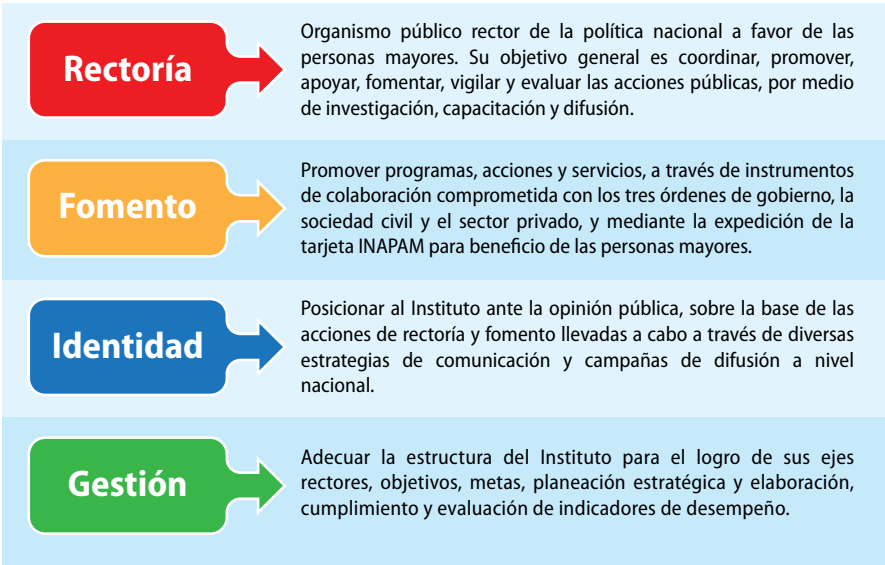 Rectoría
Organismo público rector de la política nacional a favor de las
personas mayores. Su objetivo general es coordinar, promover,
apoyar, fomentar, vigilar y evaluar las acciones públicas, por medio
de investigación, capacitación y difusión.
Fomento
Promover programas, acciones y servicios, a través de instrumentos
de colaboración comprometida con los tres órdenes de gobierno, la
sociedad civil y el sector privado, y mediante la expedición de la
tarjeta INAPAM para beneficio de las personas mayores.
Identidad
Posicionar al Instituto ante la opinión pública, sobre la base de las
acciones de rectoría y fomento llevadas a cabo a través de diversas
estrategias de comunicación y campañas de difusión a nivel
nacional.
Gestión
Adecuar la estructura del Instituto para el logro de sus ejes
rectores, objetivos, metas, planeación estratégica y elaboración,
cumplimiento y evaluación de indicadores de desempeño.